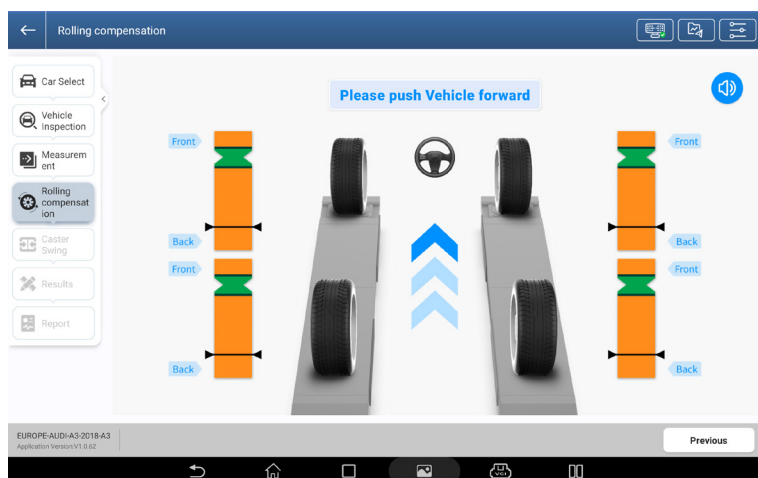 Rolling compensation
Car Select
Vehicle
Inspection
Measurem
ent
Rolling
compensat
ion
Caster
Swing
Results
Report
Please push Vehicle forward
Front
Front
Back
Back
Front
Front
Back
Back
EUROPE-AUDI-A3-2018-A3
Application Version:V1.0.62
Previous
VCI